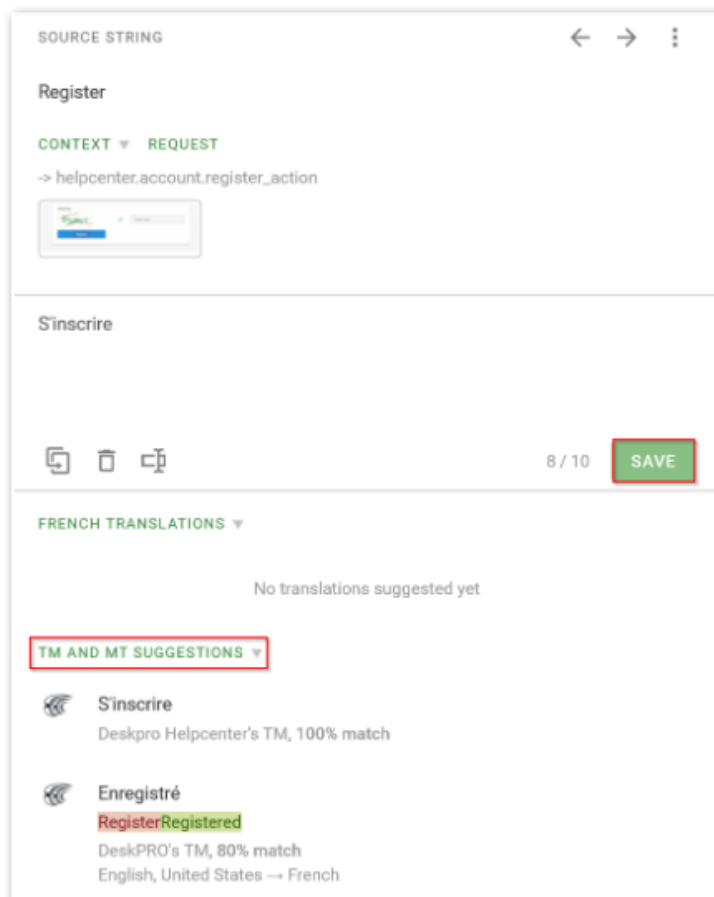 SOURCE STRING
Register
CONTEXT REQUEST
-> helpcenter.account.register_action
S'inscrire
8 / 10 SAVE
FRENCH TRANSLATIONS
No translations suggested yet
TM AND MT SUGGESTIONS
S'inscrire
Deskpro Helpcenter's TM, 100% match
Enregistré
RegisterRegistered
DeskPRO's TM, 80% match
English, United States → French